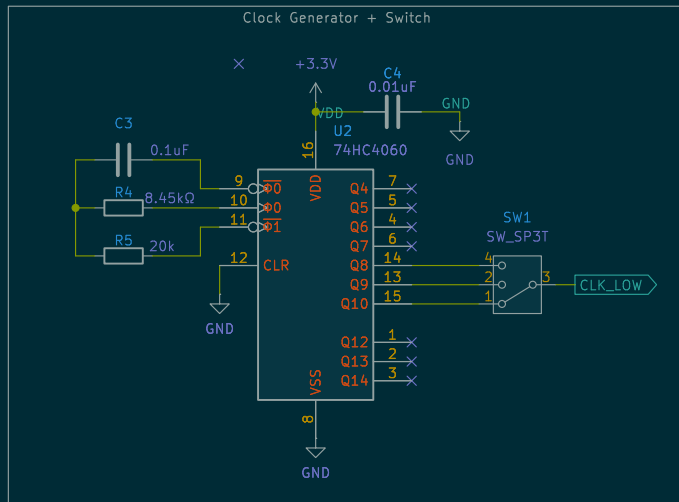 Clock Generator + Switch
+3.3V
C4
0.01uF
GND
VDD
GND
U2
74HC4060
C3
0.1uF
R4
8.45kΩ
R5
20k
16
VDD
9
φ0
10
φ0
11
φ1
12
CLR
GND
Q4
7
Q5
5
Q6
4
Q7
6
Q8
14
Q9
13
Q10
15
Q12
1
Q13
2
Q14
3
SW1
SW_SP3T
4
2
1
3
CLK_LOW
VSS
8
GND